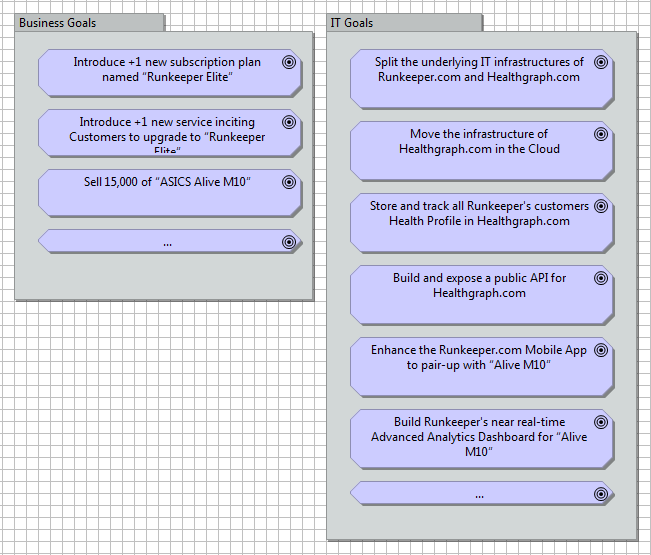 Business Goals
Introduce +1 new subscription plan
named “Runkeeper Elite”
Introduce +1 new service inciting
Customers to upgrade to “Runkeeper
Elite”
Sell 15,000 of “ASICS Alive M10”
...
IT Goals
Split the underlying IT infrastructures of
Runkeeper.com and Healthgraph.com
Move the infrastructure of
Healthgraph.com in the Cloud
Store and track all Runkeeper's customers
Health Profile in Healthgraph.com
Build and expose a public API for
Healthgraph.com
Enhance the Runkeeper.com Mobile App
to pair-up with “Alive M10”
Build Runkeeper's near real-time
Advanced Analytics Dashboard for “Alive
M10”
...